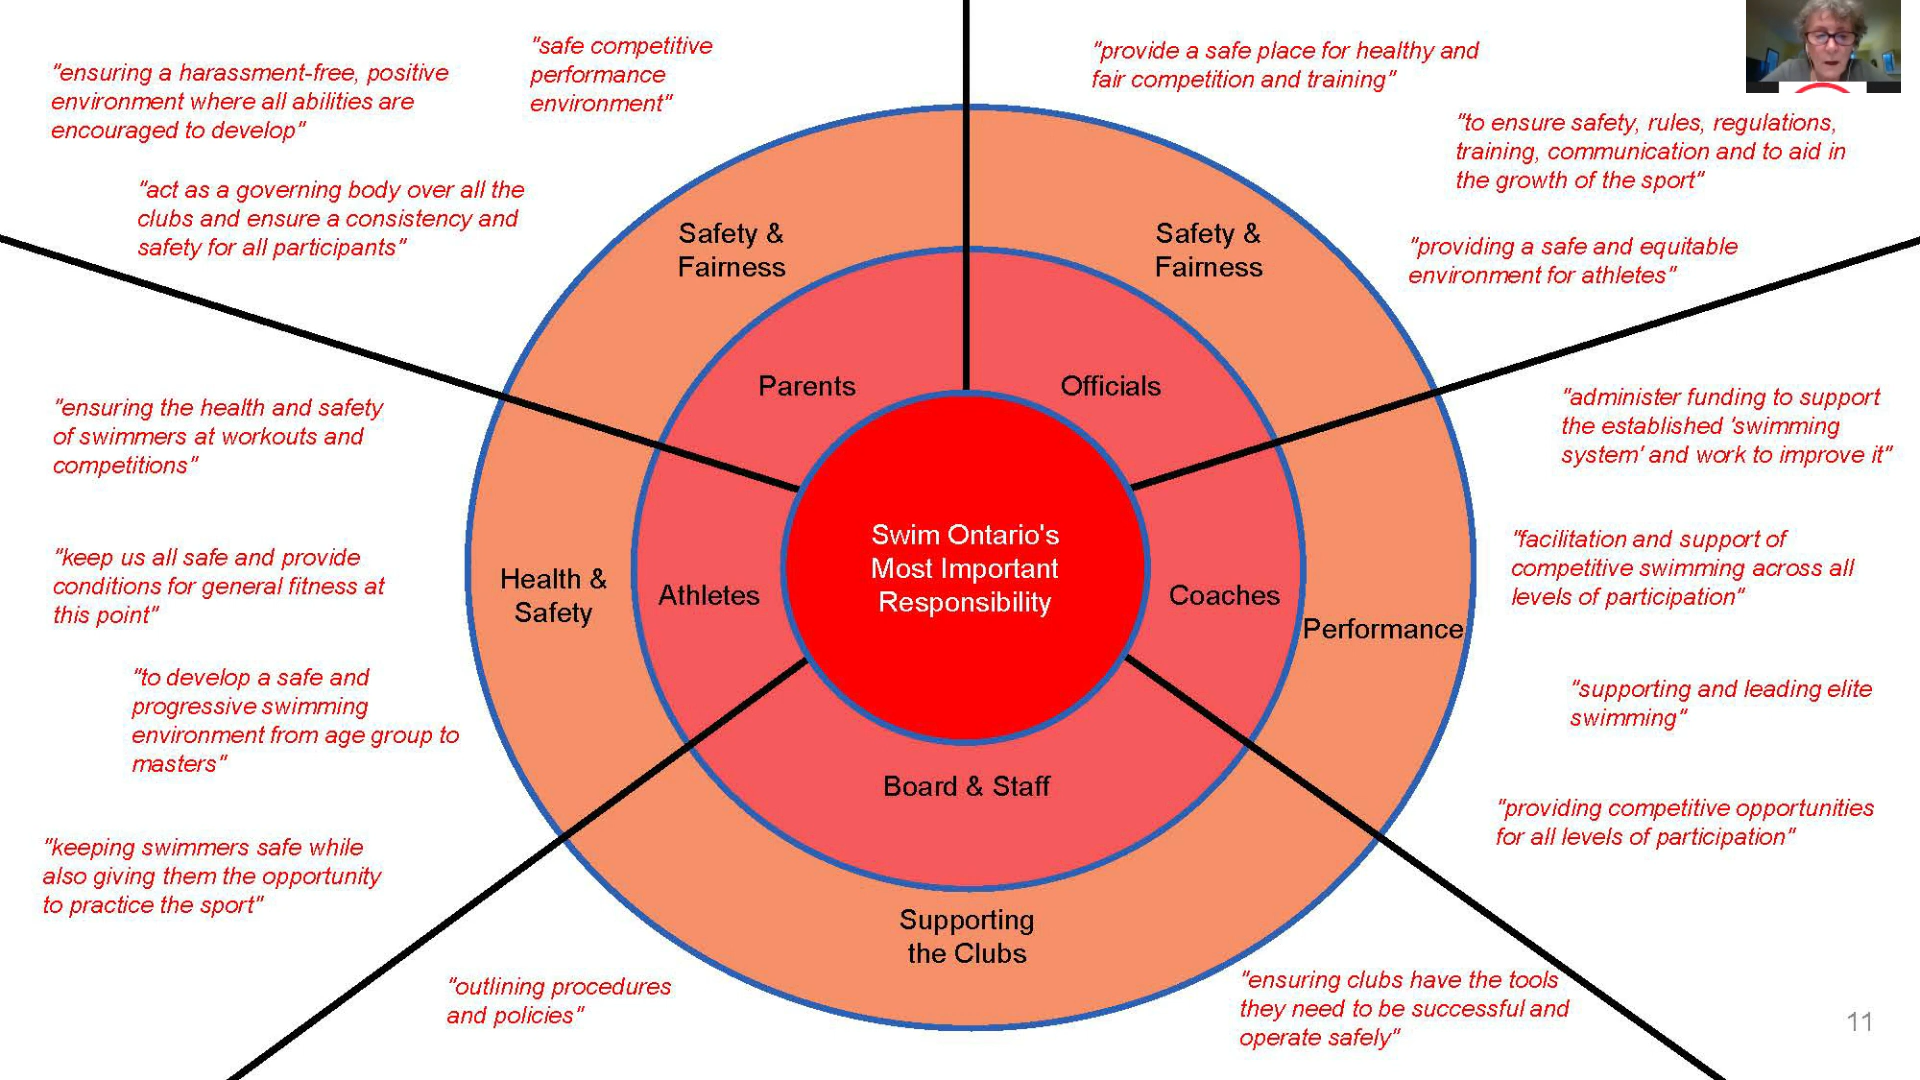 "ensuring a harassment-free, positive
environment where all abilities are
encouraged to develop"
"safe competitive
performance
environment"
"act as a governing body over all the
clubs and ensure a consistency and
safety for all participants"
"provide a safe place for healthy and
fair competition and training"
"to ensure safety, rules, regulations,
training, communication and to aid in
the growth of the sport"
"providing a safe and equitable
environment for athletes"
Safety &
Fairness
Safety &
Fairness
Parents
Officials
"ensuring the health and safety
of swimmers at workouts and
competitions"
"keep us all safe and provide
conditions for general fitness at
this point"
"to develop a safe and
progressive swimming
environment from age group to
masters"
"keeping swimmers safe while
also giving them the opportunity
to practice the sport"
Health &
Safety
Athletes
Swim Ontario's
Most Important
Responsibility
Coaches
Performance
"administer funding to support
the established 'swimming
system' and work to improve it"
"facilitation and support of
competitive swimming across all
levels of participation"
"supporting and leading elite
swimming"
"providing competitive opportunities
for all levels of participation"
Board & Staff
Supporting
the Clubs
"outlining procedures
and policies"
"ensuring clubs have the tools
they need to be successful and
operate safely"
11